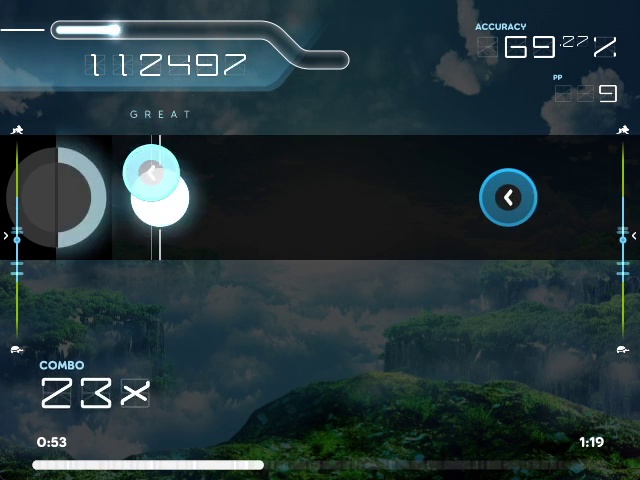 112497
ACCURACY
69.27%
PP
9
GREAT
COMBO
23x
0:53
1:19